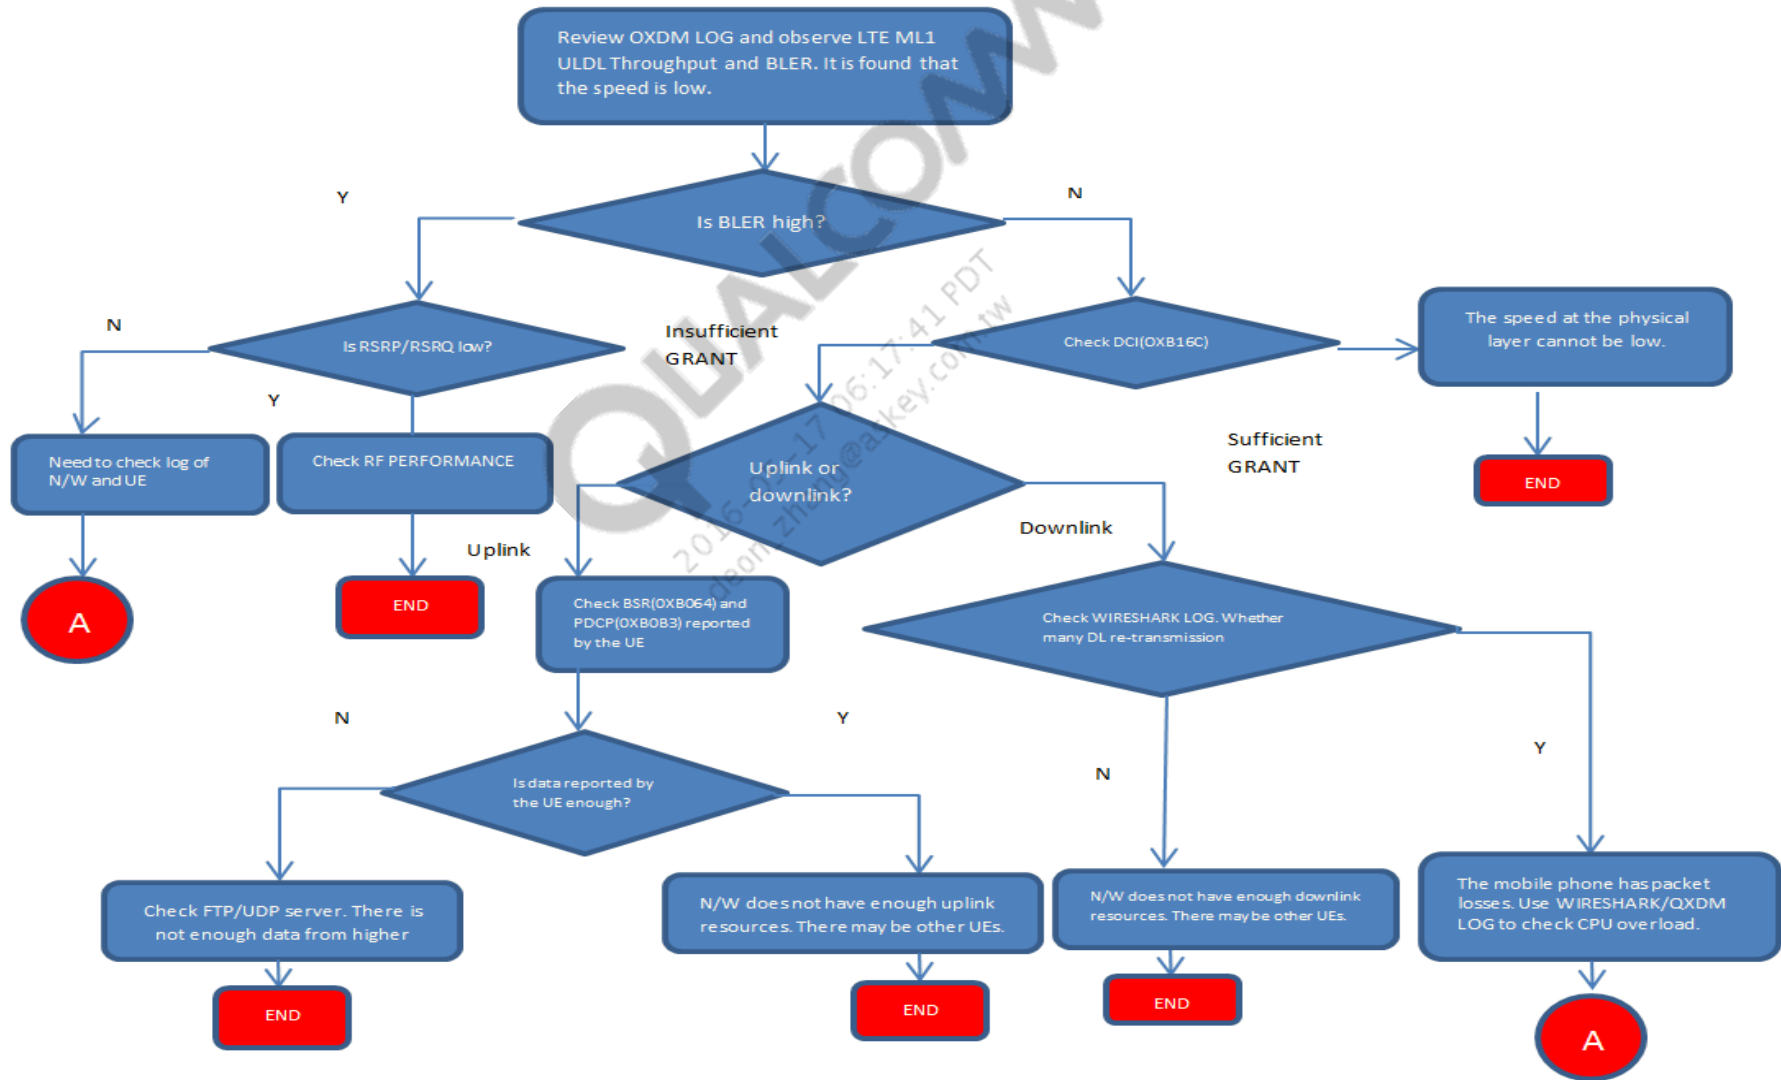 Review OXDM LOG and observe LTE ML1
ULDL Throughput and BLER. It is found that
the speed is low.
Y
N
Is BLER high?
N
Is RSRP/RSRQ low?
Insufficient
GRANT
Check DCI(0XB16C)
The speed at the physical
layer cannot be low.
Y
Need to check log of
N/W and UE
Check RF PERFORMANCE
Uplink or
downlink?
Sufficient
GRANT
END
A
END
Uplink
Downlink
Check BSR(0XB064) and
PDCP(0XB0B3) reported
by the UE
Check WIRESHARK LOG. Whether
many DL re-transmission
N
Y
Is data reported by
the UE enough?
N
Y
Check FTP/UDP server. There is
not enough data from higher
N/W does not have enough uplink
resources. There may be other UEs.
N/W does not have enough downlink
resources. There may be other UEs.
The mobile phone has packet
losses. Use WIRESHARK/QXDM
LOG to check CPU overload.
END
END
END
A
QUALCOMM